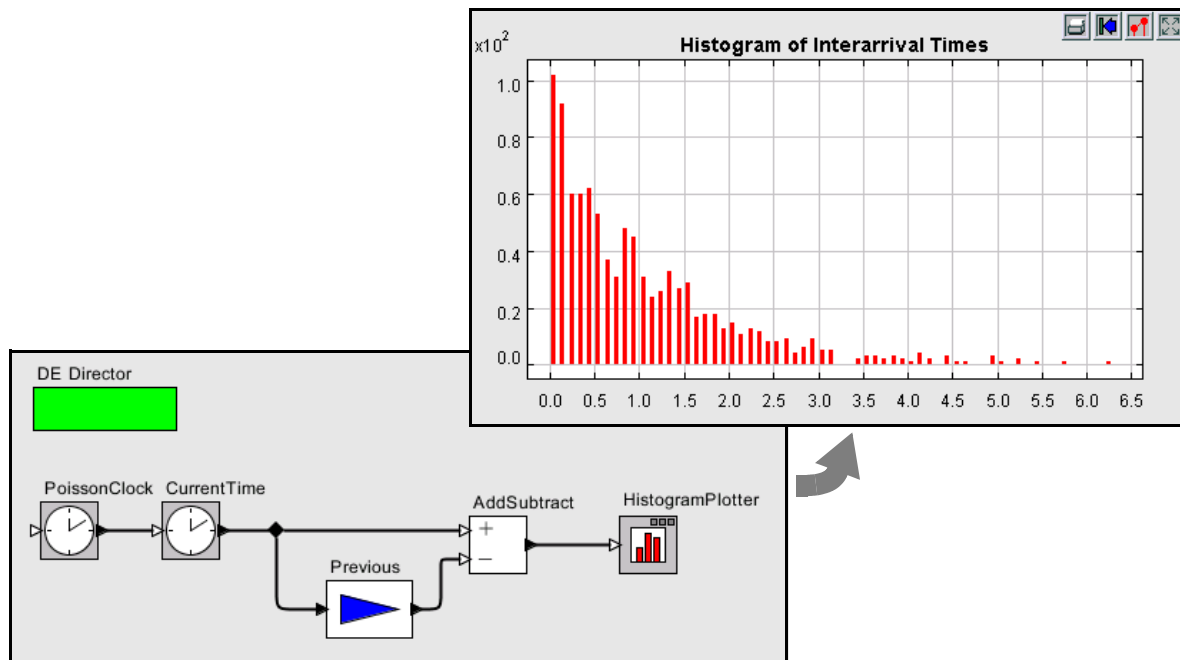 x10²
Histogram of Interarrival Times
1.0
0.8
0.6
0.4
0.2
0.0
0.0 0.5 1.0 1.5 2.0 2.5 3.0 3.5 4.0 4.5 5.0 5.5 6.0 6.5
DE Director
PoissonClock CurrentTime
AddSubtract
HistogramPlotter
+
−
Previous